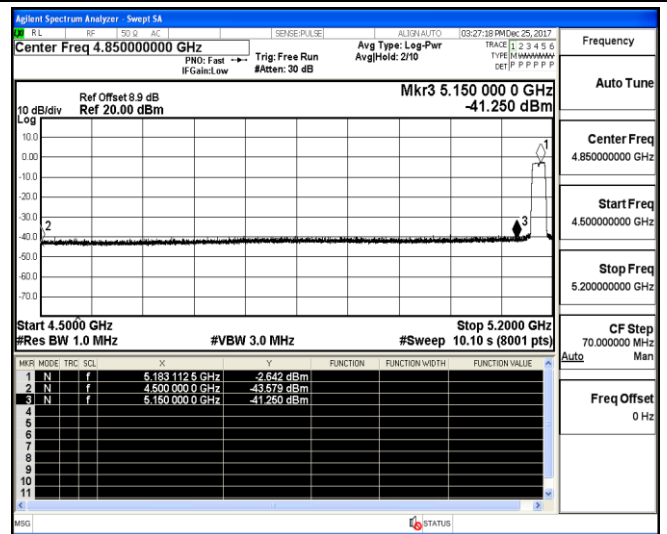 Agilent Spectrum Analyzer - Swept SA
RL RF 50 Ω AC SENSE:PULSE ALIGN AUTO 03:27:18 PM Dec 25, 2017
Center Freq 4.850000000 GHz
PNO: Fast
IFGain:Low
Trig: Free Run
#Atten: 30 dB
Avg Type: Log-Pwr
Avg|Hold: 2/10
TRACE 1 2 3 4 5 6
TYPE M WWWWW
DET P P P P P P
Ref Offset 8.9 dB
10 dB/div Ref 20.00 dBm
Log
Mkr3 5.150 000 0 GHz
-41.250 dBm
10.0
0.00
-10.0
-20.0
-30.0
-40.0
-50.0
-60.0
-70.0
1
2
3
Start 4.5000 GHz Stop 5.2000 GHz
#Res BW 1.0 MHz #VBW 3.0 MHz #Sweep 10.10 s (8001 pts)
MKR MODE TRC SCL X Y FUNCTION FUNCTION WIDTH FUNCTION VALUE
1 N f 5.183 112 5 GHz -2.642 dBm
2 N f 4.500 000 0 GHz -43.579 dBm
3 N f 5.150 000 0 GHz -41.250 dBm
4
5
6
7
8
9
10
11
MSG STATUS
Frequency
Auto Tune
Center Freq
4.850000000 GHz
Start Freq
4.500000000 GHz
Stop Freq
5.200000000 GHz
CF Step
70.000000 MHz
Auto Man
Freq Offset
0 Hz